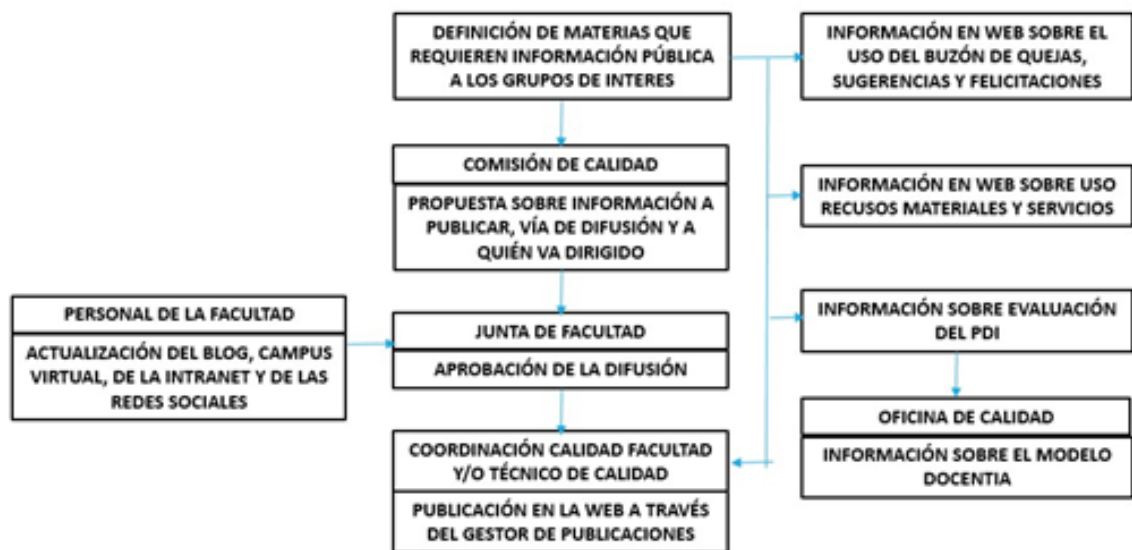 DEFINICIÓN DE MATERIAS QUE
REQUIEREN INFORMACIÓN PÚBLICA
A LOS GRUPOS DE INTERES
COMISIÓN DE CALIDAD
PROPUESTA SOBRE INFORMACIÓN A
PUBLICAR, VÍA DE DIFUSIÓN Y A
QUIÉN VA DIRIGIDO
PERSONAL DE LA FACULTAD
ACTUALIZACIÓN DEL BLOG, CAMPUS
VIRTUAL, DE LA INTRANET Y DE LAS
REDES SOCIALES
JUNTA DE FACULTAD
APROBACIÓN DE LA DIFUSIÓN
COORDINACIÓN CALIDAD FACULTAD
Y/O TÉCNICO DE CALIDAD
PUBLICACIÓN EN LA WEB A TRAVÉS
DEL GESTOR DE PUBLICACIONES
INFORMACIÓN EN WEB SOBRE EL
USO DEL BUZÓN DE QUEJAS,
SUGERENCIAS Y FELICITACIONES
INFORMACIÓN EN WEB SOBRE USO
RECUSOS MATERIALES Y SERVICIOS
INFORMACIÓN SOBRE EVALUACIÓN
DEL PDI
OFICINA DE CALIDAD
INFORMACIÓN SOBRE EL MODELO
DOCENTIA